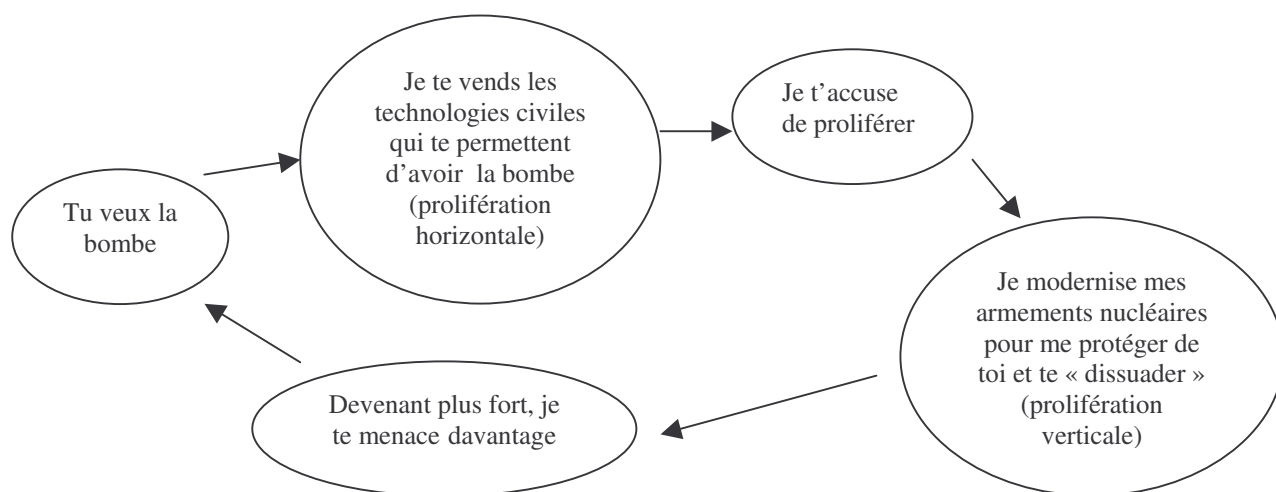 Tu veux la
bombe
Je te vends les
technologies civiles
qui te permettent
d’avoir la bombe
(prolifération
horizontale)
Je t’accuse
de proliférer
Je modernise mes
armements nucléaires
pour me protéger de
toi et te « dissuader »
(prolifération
verticale)
Devenant plus fort, je
te menace davantage